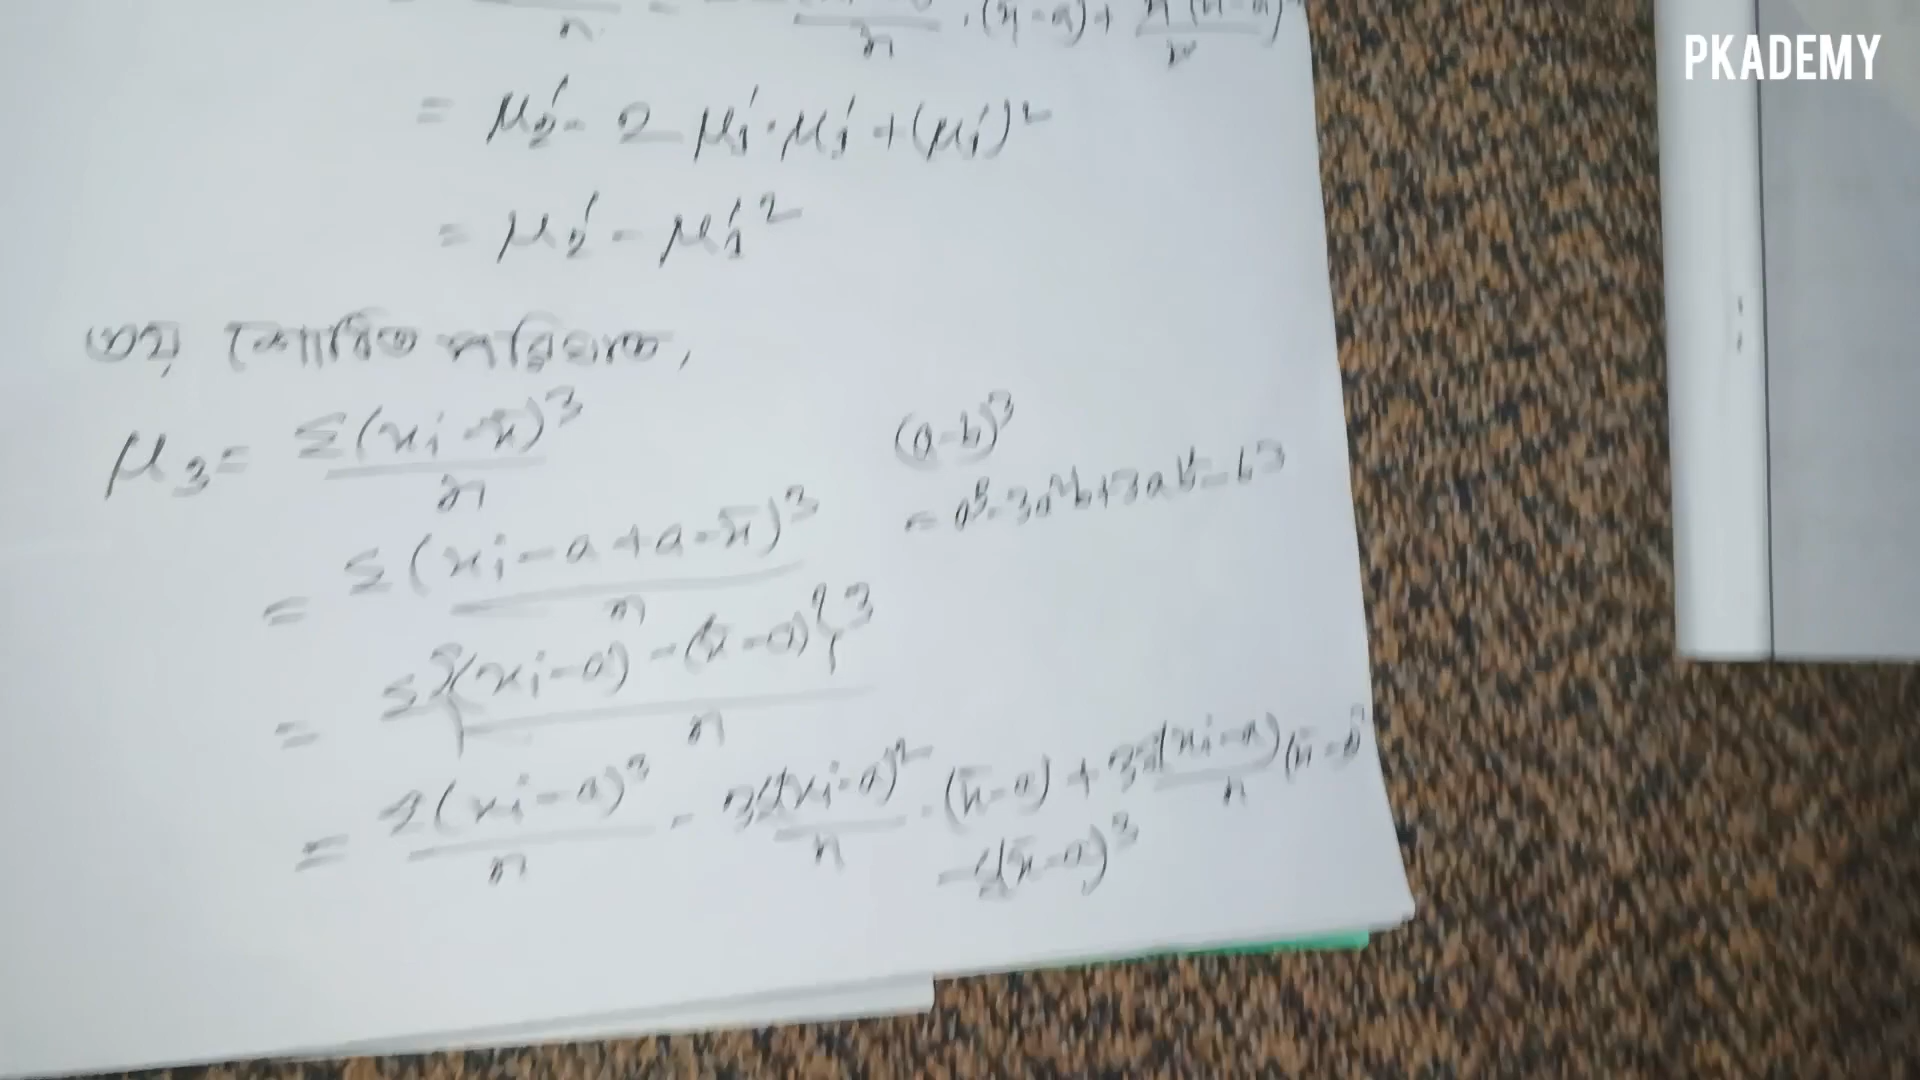 PKADEMY
= μ₂′ - 2 μ₁′·μ₁′ + (μ₁′)²
= μ₂′ - μ₁′²
৩য় শোধিত পরিঘাত,
μ₃ = Σ(xᵢ - x̄)³ / n
(a-b)³
= a³-3a²b+3ab²-b³
= Σ(xᵢ - a + a - x̄)³ / n
= Σ{(xᵢ-a) - (x̄-a)}³ / n
= Σ(xᵢ-a)³ / n - 3Σ(xᵢ-a)² / n · (x̄-a) + 3Σ(xᵢ-a) / n (x̄-
-Σ(x̄-a)³